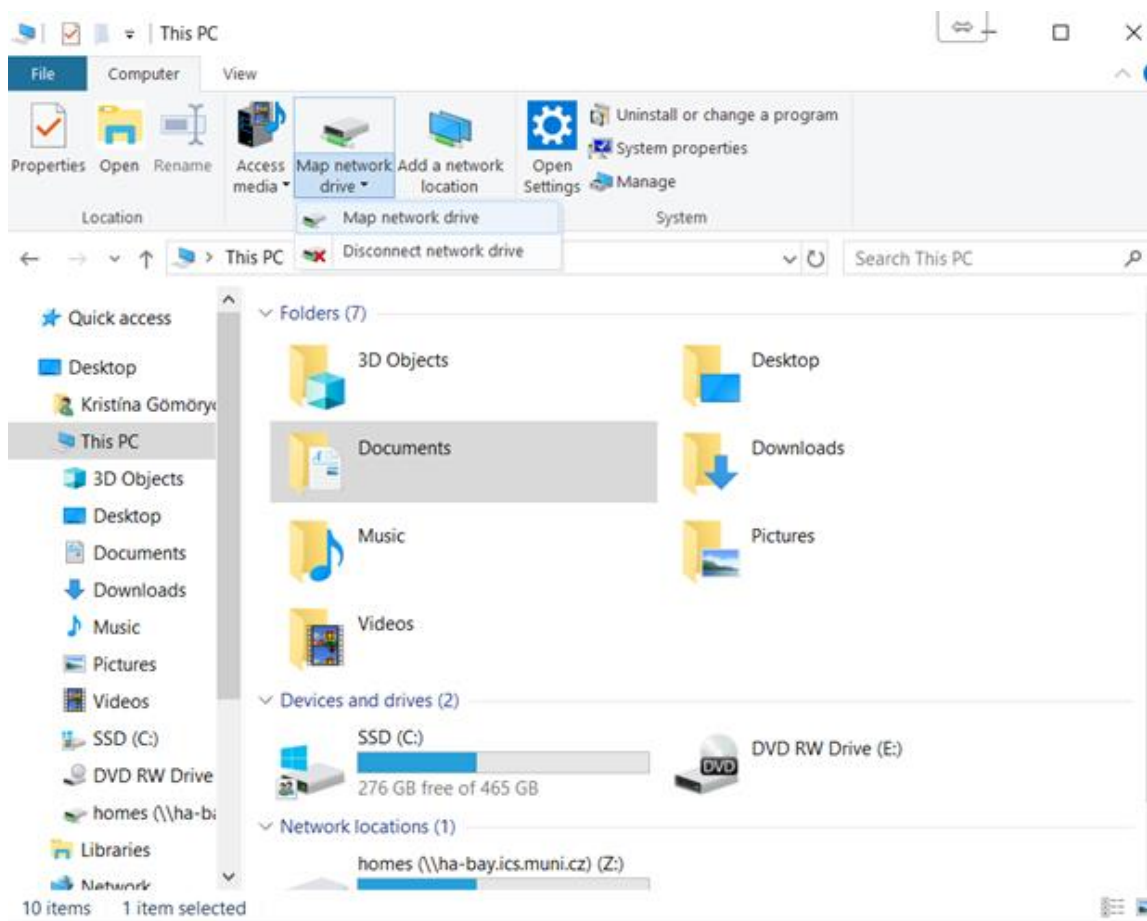 This PC
File Computer View
Properties Open Rename Access media Map network drive Add a network location Open Settings Uninstall or change a program
System properties
Manage
Location System
Map network drive
Disconnect network drive
This PC Search This PC
Quick access
Desktop
Kristína Gömöry
This PC
3D Objects
Desktop
Documents
Downloads
Music
Pictures
Videos
SSD (C:)
DVD RW Drive
homes (\\ha-ba
Libraries
Network
Folders (7)
3D Objects Desktop
Documents Downloads
Music Pictures
Videos
Devices and drives (2)
SSD (C:)
276 GB free of 465 GB
DVD RW Drive (E:)
DVD
Network locations (1)
homes (\\ha-bay.ics.muni.cz) (Z:)
10 items 1 item selected